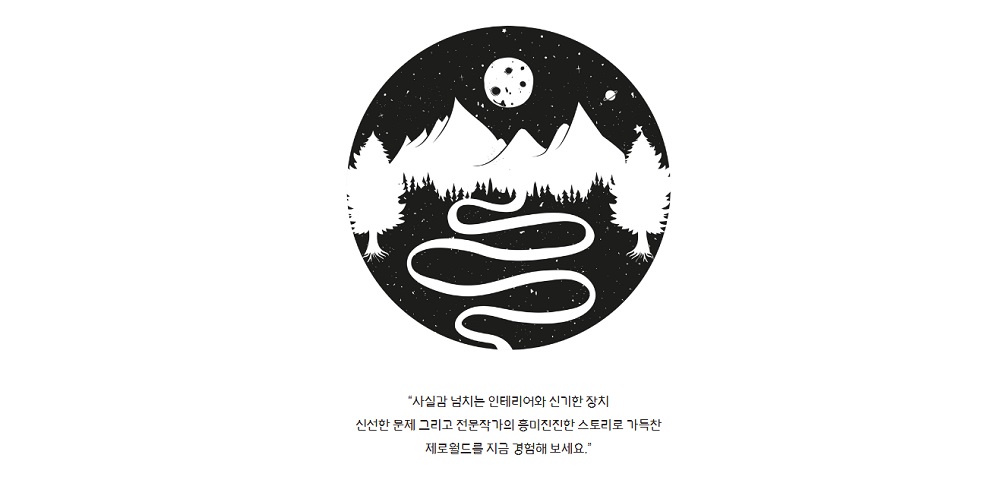 “사실감 넘치는 인테리어와 신기한 장치
신선한 문제 그리고 전문작가의 흥미진진한 스토리로 가득찬
제로월드를 지금 경험해 보세요.”